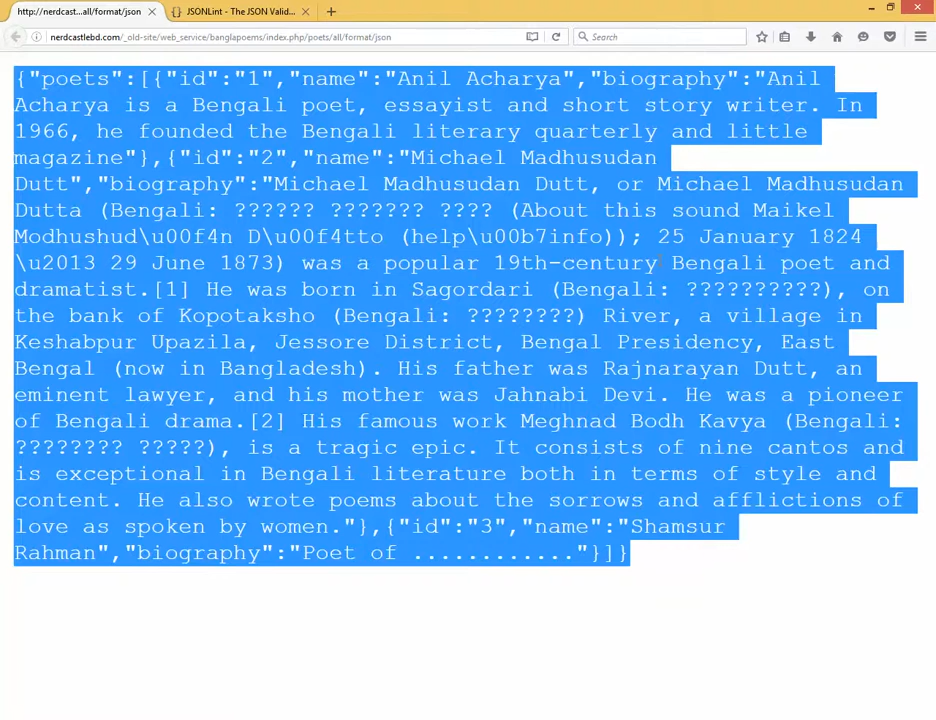 http://nerdcast...all/format/json
JSONLint - The JSON Valid...
nerdcastlebd.com/_old-site/web_service/banglapoems/index.php/poets/all/format/json
Search
{"poets":[{"id":"1","name":"Anil Acharya","biography":"Anil
Acharya is a Bengali poet, essayist and short story writer. In
1966, he founded the Bengali literary quarterly and little
magazine"},{"id":"2","name":"Michael Madhusudan
Dutt","biography":"Michael Madhusudan Dutt, or Michael Madhusudan
Dutta (Bengali: ?????? ??????? ???? (About this sound Maikel
Modhushud\u00f4n D\u00f4tto (help\u00b7info)); 25 January 1824
\u2013 29 June 1873) was a popular 19th-century Bengali poet and
dramatist.[1] He was born in Sagordari (Bengali: ??????????), on
the bank of Kopotaksho (Bengali: ????????) River, a village in
Keshabpur Upazila, Jessore District, Bengal Presidency, East
Bengal (now in Bangladesh). His father was Rajnarayan Dutt, an
eminent lawyer, and his mother was Jahnabi Devi. He was a pioneer
of Bengali drama.[2] His famous work Meghnad Bodh Kavya (Bengali:
???????? ?????), is a tragic epic. It consists of nine cantos and
is exceptional in Bengali literature both in terms of style and
content. He also wrote poems about the sorrows and afflictions of
love as spoken by women."},{"id":"3","name":"Shamsur
Rahman","biography":"Poet of ............"}]}